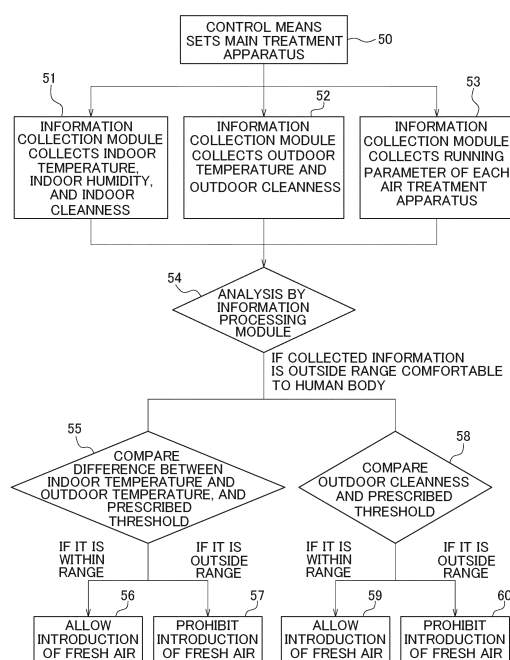 CONTROL MEANS
SETS MAIN TREATMENT
APPARATUS
50
51
INFORMATION
COLLECTION MODULE
COLLECTS INDOOR
TEMPERATURE,
INDOOR HUMIDITY,
AND INDOOR
CLEANNESS
52
INFORMATION
COLLECTION MODULE
COLLECTS OUTDOOR
TEMPERATURE AND
OUTDOOR CLEANNESS
53
INFORMATION
COLLECTION MODULE
COLLECTS RUNNING
PARAMETER OF EACH
AIR TREATMENT
APPARATUS
54
ANALYSIS BY
INFORMATION
PROCESSING
MODULE
IF COLLECTED INFORMATION
IS OUTSIDE RANGE COMFORTABLE
TO HUMAN BODY
55
COMPARE
DIFFERENCE BETWEEN
INDOOR TEMPERATURE AND
OUTDOOR TEMPERATURE, AND
PRESCRIBED
THRESHOLD
58
COMPARE
OUTDOOR CLEANNESS
AND PRESCRIBED
THRESHOLD
IF IT IS
WITHIN
RANGE
IF IT IS
OUTSIDE
RANGE
IF IT IS
WITHIN
RANGE
IF IT IS
OUTSIDE
RANGE
56
ALLOW
INTRODUCTION
OF FRESH AIR
57
PROHIBIT
INTRODUCTION
OF FRESH AIR
59
ALLOW
INTRODUCTION
OF FRESH AIR
60
PROHIBIT
INTRODUCTION
OF FRESH AIR